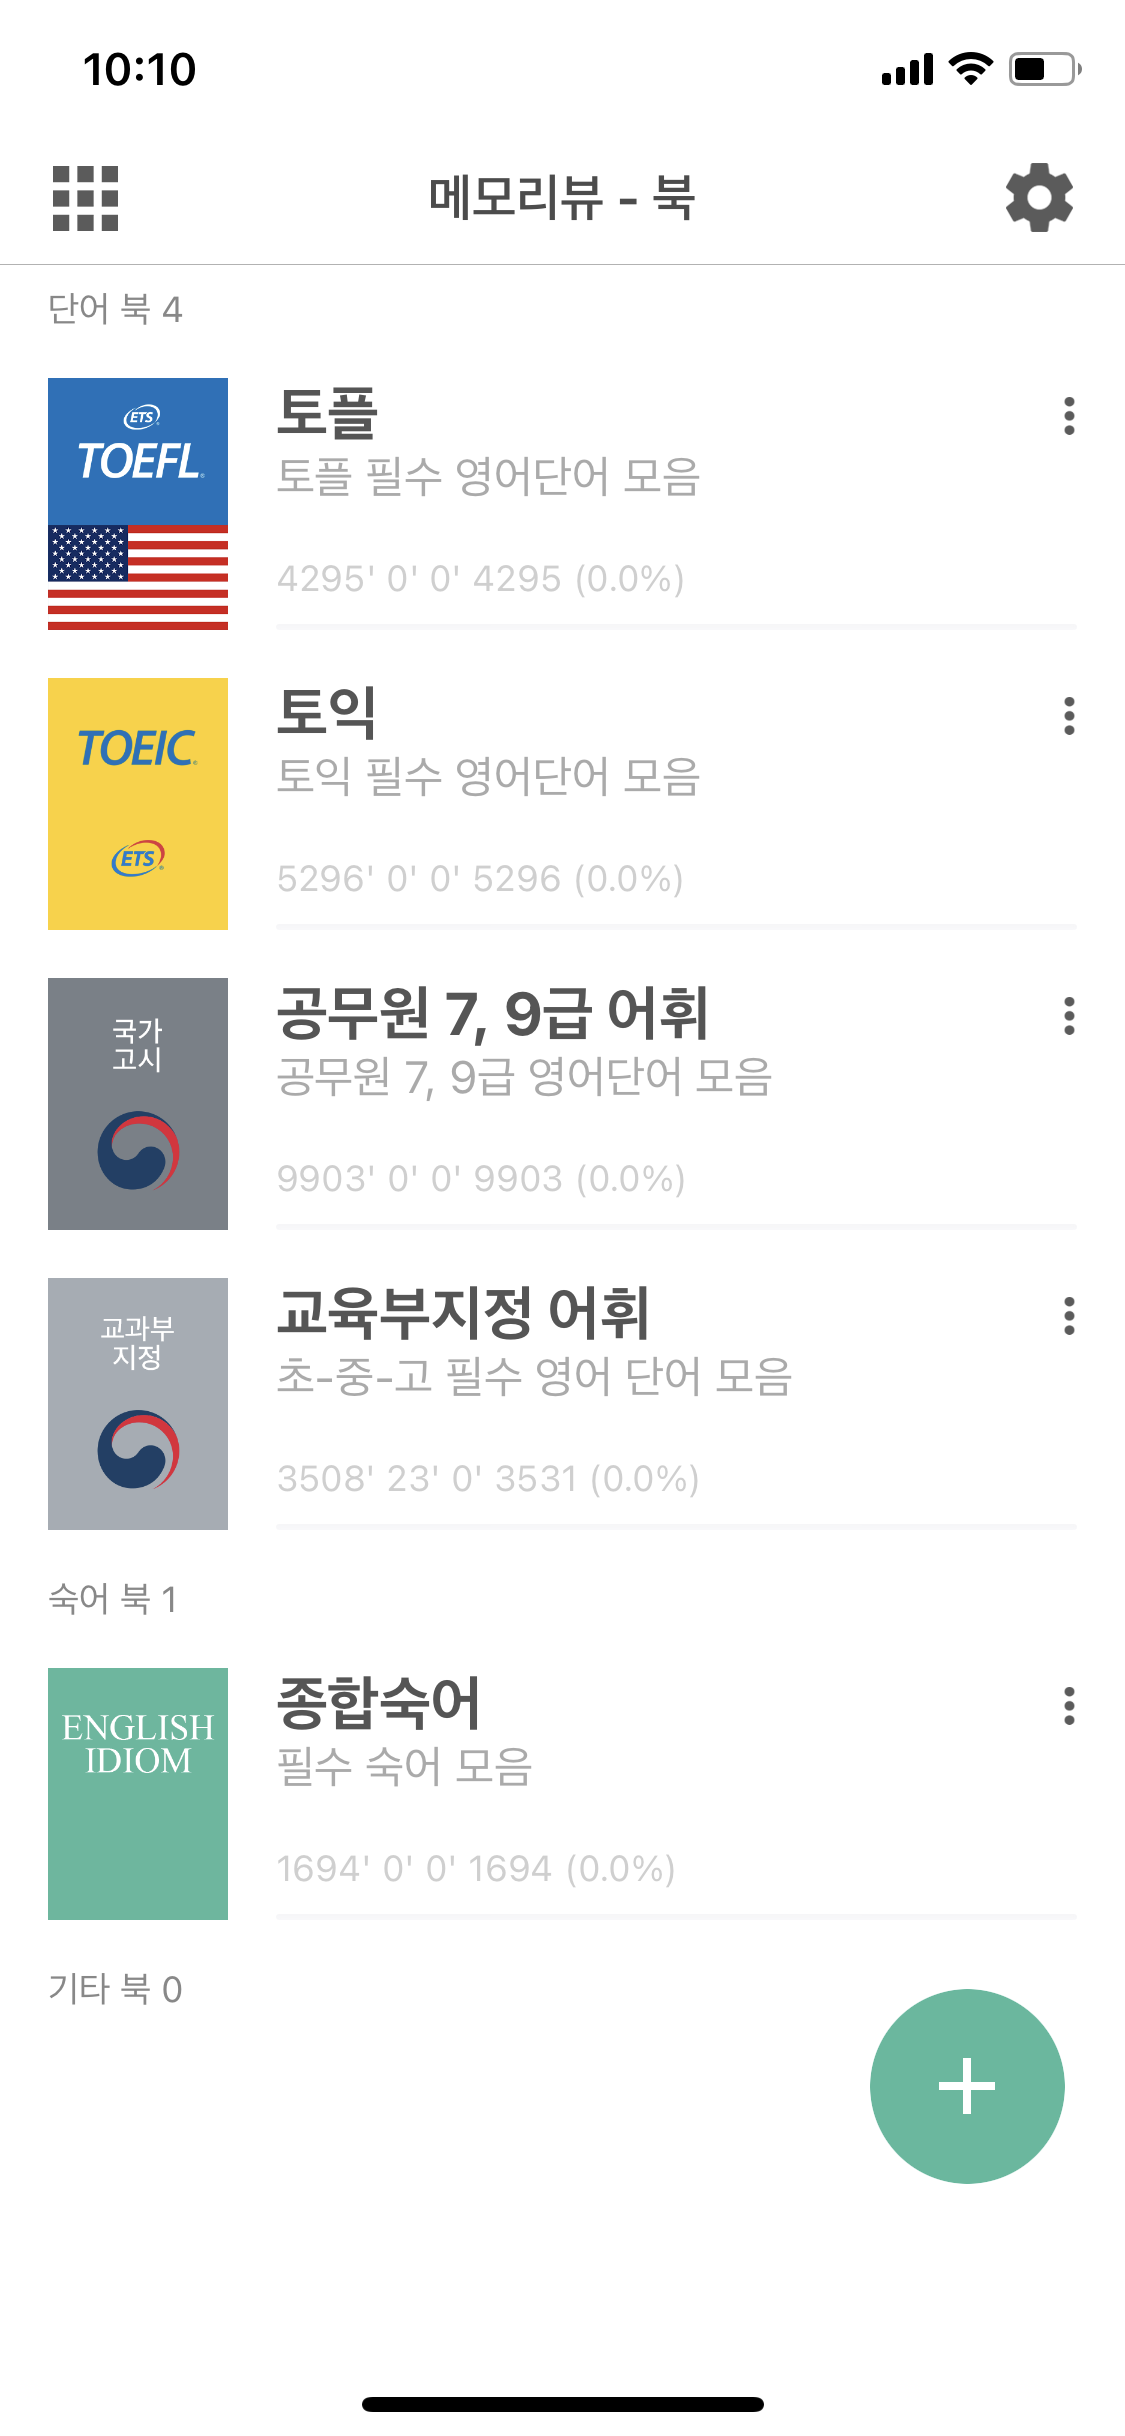 10:10
메모리뷰 - 북
단어 북 4
ETS
TOEFL®
토플
토플 필수 영어단어 모음
4295' 0' 0' 4295 (0.0%)
TOEIC®
ETS®
토익
토익 필수 영어단어 모음
5296' 0' 0' 5296 (0.0%)
국가
고시
공무원 7, 9급 어휘
공무원 7, 9급 영어단어 모음
9903' 0' 0' 9903 (0.0%)
교과부
지정
교육부지정 어휘
초-중-고 필수 영어 단어 모음
3508' 23' 0' 3531 (0.0%)
숙어 북 1
ENGLISH
IDIOM
종합숙어
필수 숙어 모음
1694' 0' 0' 1694 (0.0%)
기타 북 0